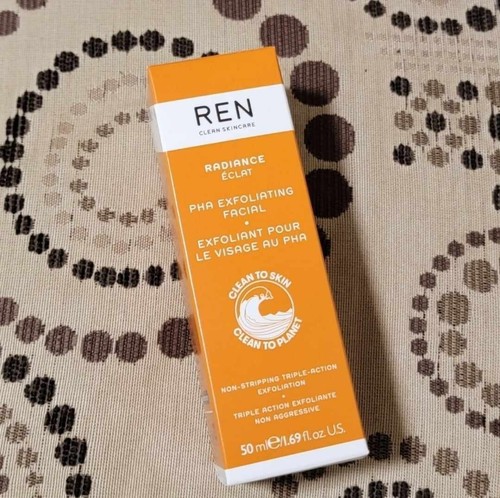 REN
CLEAN SKINCARE
RADIANCE
ÉCLAT
PHA EXFOLIATING
FACIAL
•
EXFOLIANT POUR
LE VISAGE AU PHA
CLEAN TO SKIN
CLEAN TO PLANET
NON-STRIPPING TRIPLE-ACTION
EXFOLIATION
•
TRIPLE ACTION EXFOLIANTE
NON AGGRESSIVE
50 ml℮/1.69 fl. oz. U.S.